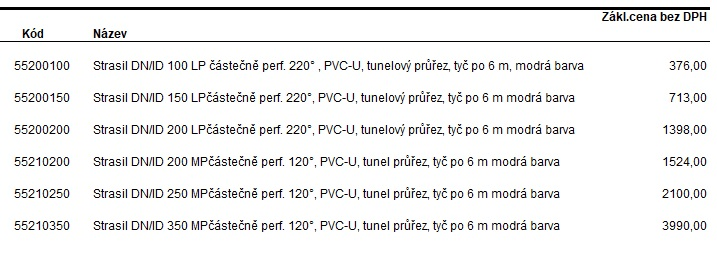 Zákl.cena bez DPH
Kód Název
55200100 Strasil DN/ID 100 LP částečně perf. 220° , PVC-U, tunelový průřez, tyč po 6 m, modrá barva 376,00
55200150 Strasil DN/ID 150 LPčástečně perf. 220°, PVC-U, tunelový průřez, tyč po 6 m modrá barva 713,00
55200200 Strasil DN/ID 200 LPčástečně perf. 220°, PVC-U, tunelový průřez, tyč po 6 m modrá barva 1398,00
55210200 Strasil DN/ID 200 MPčástečně perf. 120°, PVC-U, tunel průřez, tyč po 6 m modrá barva 1524,00
55210250 Strasil DN/ID 250 MPčástečně perf. 120°, PVC-U, tunel průřez, tyč po 6 m modrá barva 2100,00
55210350 Strasil DN/ID 350 MPčástečně perf. 120°, PVC-U, tunel průřez, tyč po 6 m modrá barva 3990,00